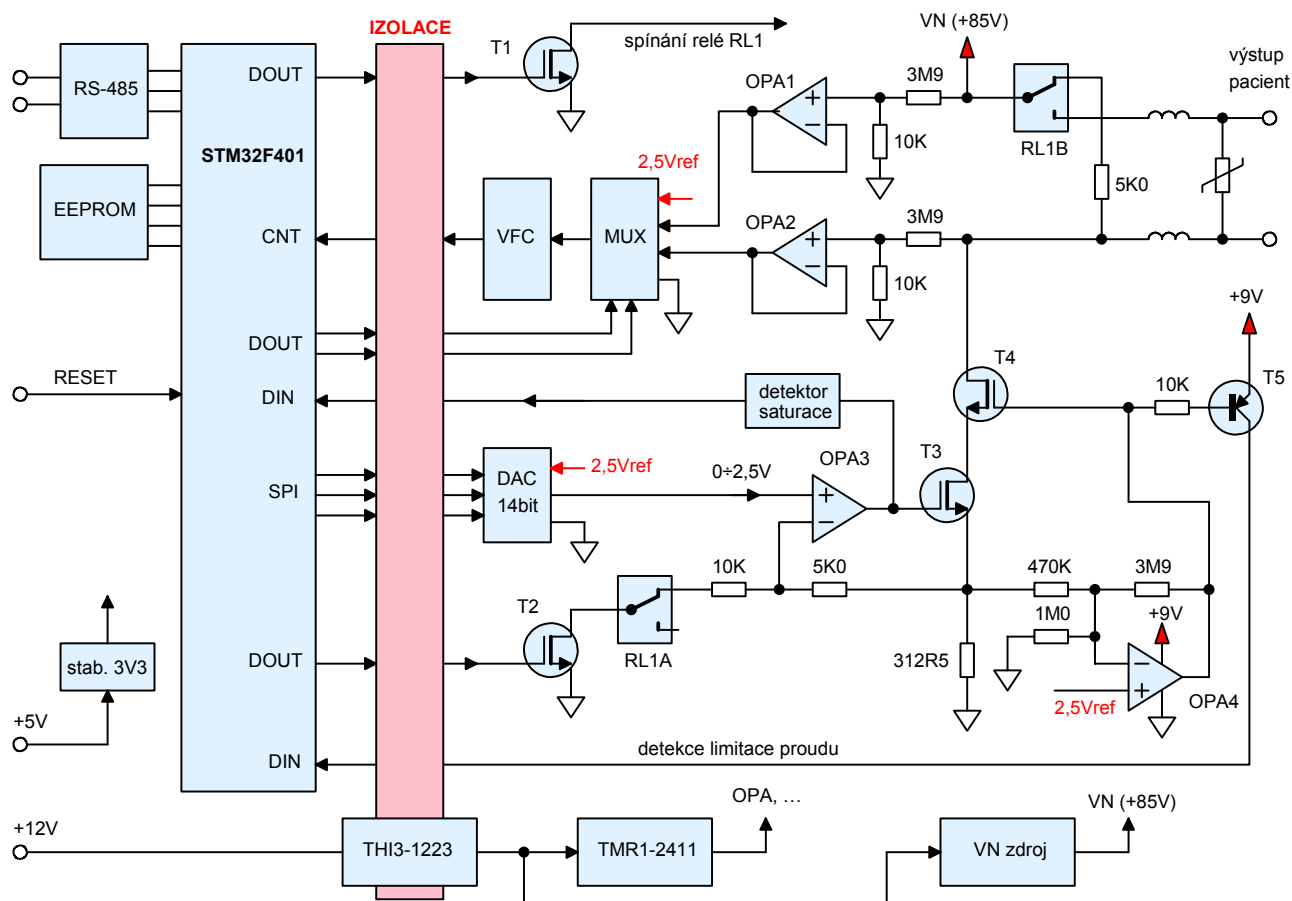 IZOLACE
T1
spínání relé RL1
VN (+85V)
výstup
pacient
RS-485
DOUT
OPA1
3M9
10K
RL1B
5K0
STM32F401
2,5Vref
EEPROM
CNT
VFC
MUX
OPA2
3M9
10K
+9V
DOUT
RESET
DIN
detektor
saturace
T4
10K
T5
SPI
DAC
14bit
2,5Vref
0÷2,5V
OPA3
T3
10K
5K0
470K
3M9
T2
1M0
+9V
stab. 3V3
DOUT
RL1A
312R5
2,5Vref
OPA4
+5V
DIN
detekce limitace proudu
OPA, …
VN (+85V)
+12V
THI3-1223
TMR1-2411
VN zdroj